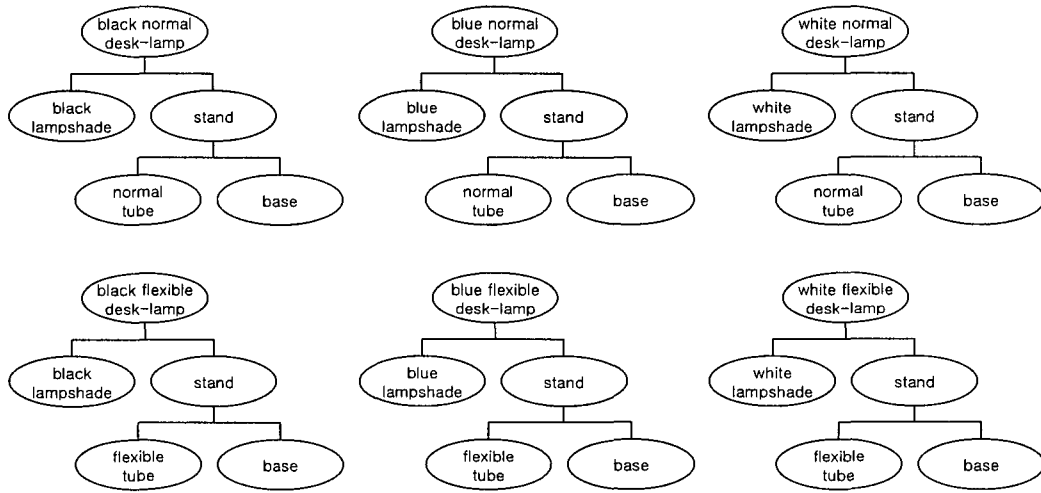 black normal
desk-lamp
blue normal
desk-lamp
white normal
desk-lamp
black
lampshade
stand
blue
lampshade
stand
white
lampshade
stand
normal
tube
base
normal
tube
base
normal
tube
base
black flexible
desk-lamp
blue flexible
desk-lamp
white flexible
desk-lamp
black
lampshade
stand
blue
lampshade
stand
white
lampshade
stand
flexible
tube
base
flexible
tube
base
flexible
tube
base